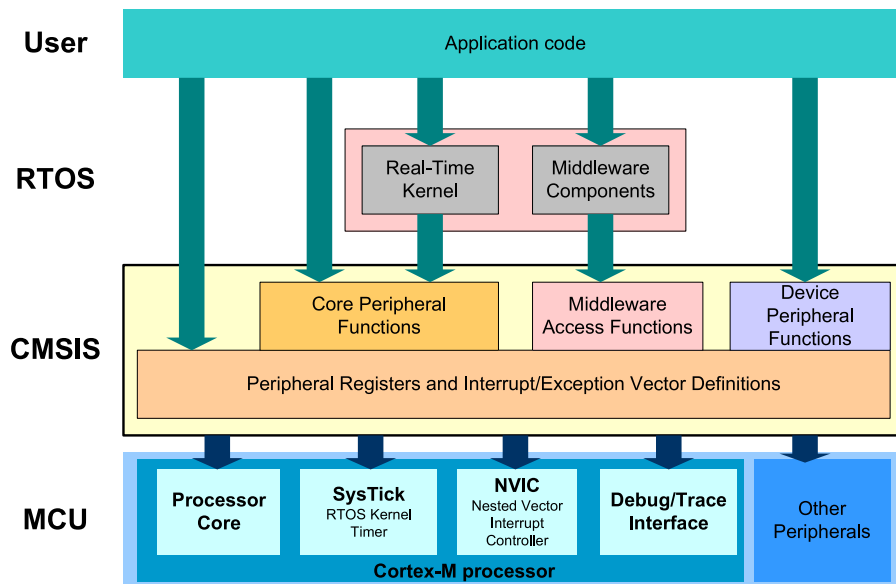 User
Application code
RTOS
Real-Time
Kernel
Middleware
Components
CMSIS
Core Peripheral
Functions
Middleware
Access Functions
Device
Peripheral
Functions
Peripheral Registers and Interrupt/Exception Vector Definitions
MCU
Processor
Core
SysTick
RTOS Kernel
Timer
NVIC
Nested Vector
Interrupt
Controller
Debug/Trace
Interface
Other
Peripherals
Cortex-M processor